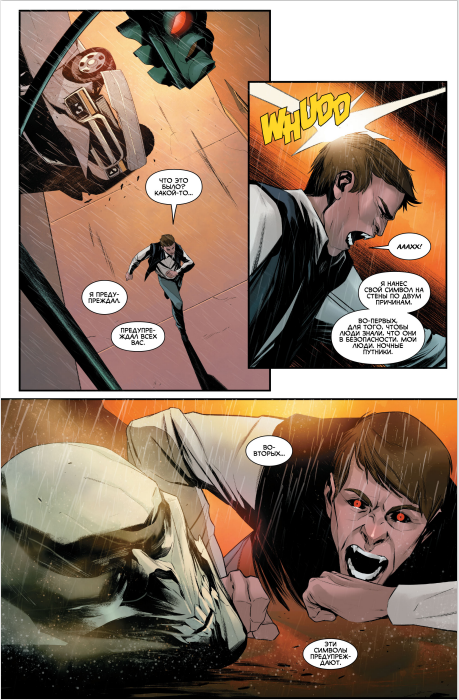 ЧТО ЭТО
БЫЛО?
КАКОЙ-ТО...
Я ПРЕДУ-
ПРЕЖДАЛ.
ПРЕДУПРЕ-
ЖДАЛ ВСЕХ
ВАС.
WHUDD
АААХХ!
Я НАНЕС
СВОЙ СИМВОЛ НА
СТЕНЫ ПО ДВУМ
ПРИЧИНАМ.
ВО-ПЕРВЫХ,
ДЛЯ ТОГО, ЧТОБЫ
ЛЮДИ ЗНАЛИ, ЧТО ОНИ
В БЕЗОПАСНОСТИ. МОИ
ЛЮДИ. НОЧНЫЕ
ПУТНИКИ.
ВО-
ВТОРЫХ...
ЭТИ
СИМВОЛЫ
ПРЕДУПРЕЖ-
ДАЮТ.